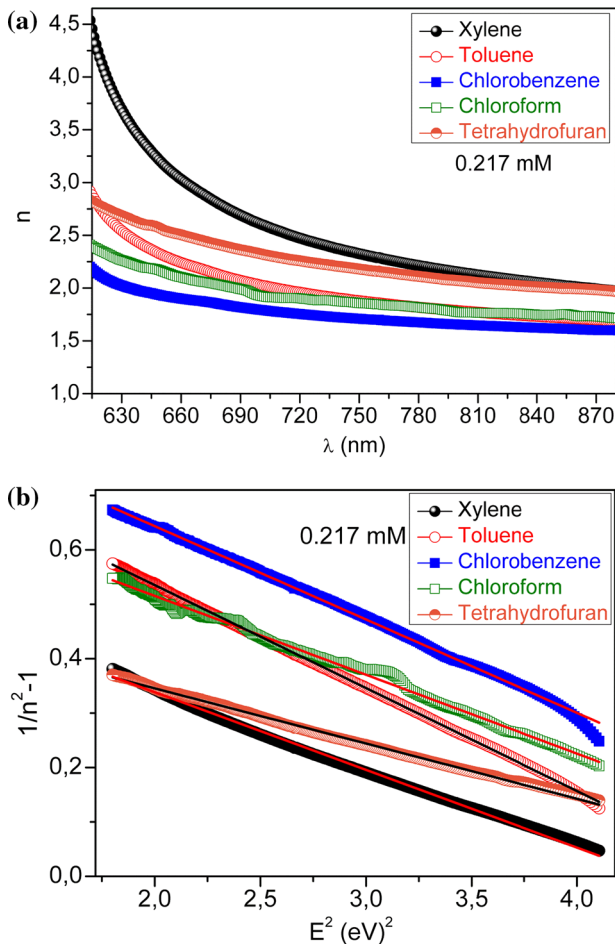 (a)
4,5
4,0
3,5
3,0
2,5
2,0
1,5
1,0
n
Xylene
Toluene
Chlorobenzene
Chloroform
Tetrahydrofuran
0.217 mM
630 660 690 720 750 780 810 840 870
λ (nm)
(b)
0,6
0,4
0,2
0,0
1/n²-1
0.217 mM
Xylene
Toluene
Chlorobenzene
Chloroform
Tetrahydrofuran
2,0 2,5 3,0 3,5 4,0
E² (eV)²